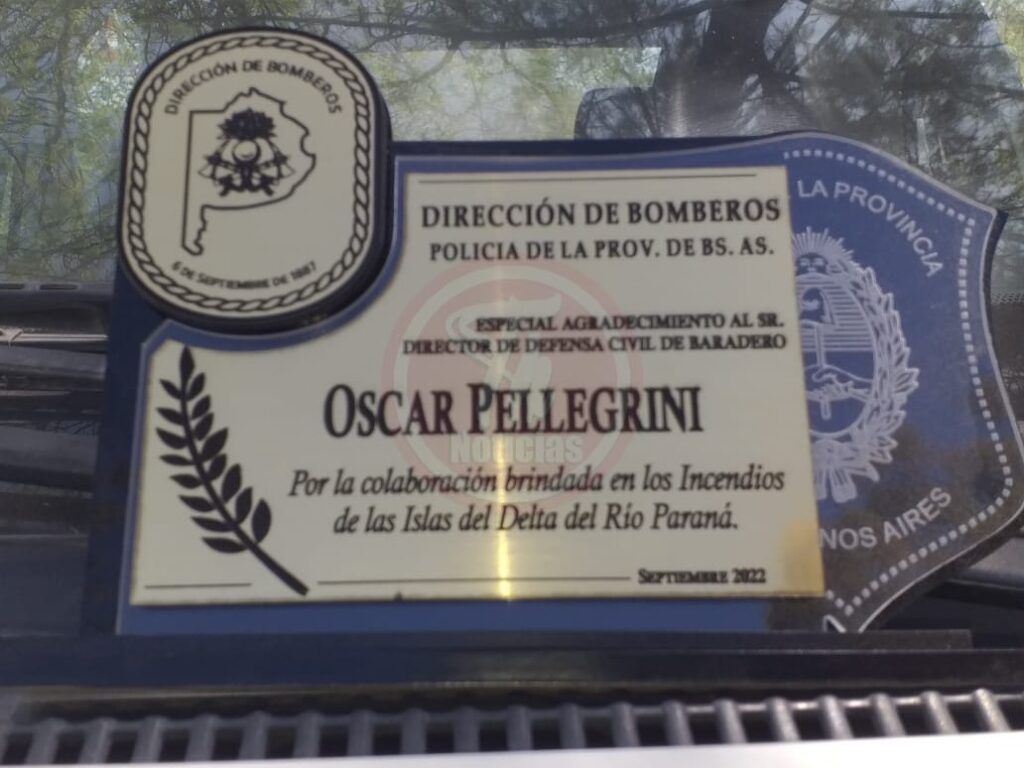 DIRECCIÓN DE BOMBEROS
6 DE SEPTIEMBRE DE 1887
DIRECCIÓN DE BOMBEROS
POLICIA DE LA PROV. DE BS. AS.
ESPECIAL AGRADECIMIENTO AL SR.
DIRECTOR DE DEFENSA CIVIL DE BARADERO
OSCAR PELLEGRINI
Noticias
Por la colaboración brindada en los Incendios
de las Islas del Delta del Río Paraná.
SEPTIEMBRE 2022
LA PROVINCIA
NOS AIRES